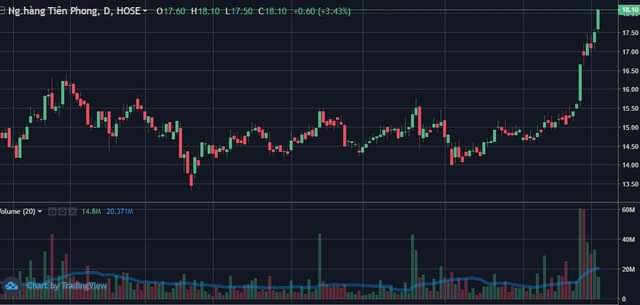 Ng.hàng Tiên Phong, D, HOSE
O17.60 H18.10 L17.50 C18.10 +0.60 (+3.43%)
18.10
17.50
17.00
16.50
16.00
15.50
15.00
14.50
14.00
13.50
13.00
Volume (20)
14.8M 20.371M
60M
40M
20M
0
Chart by TradingView